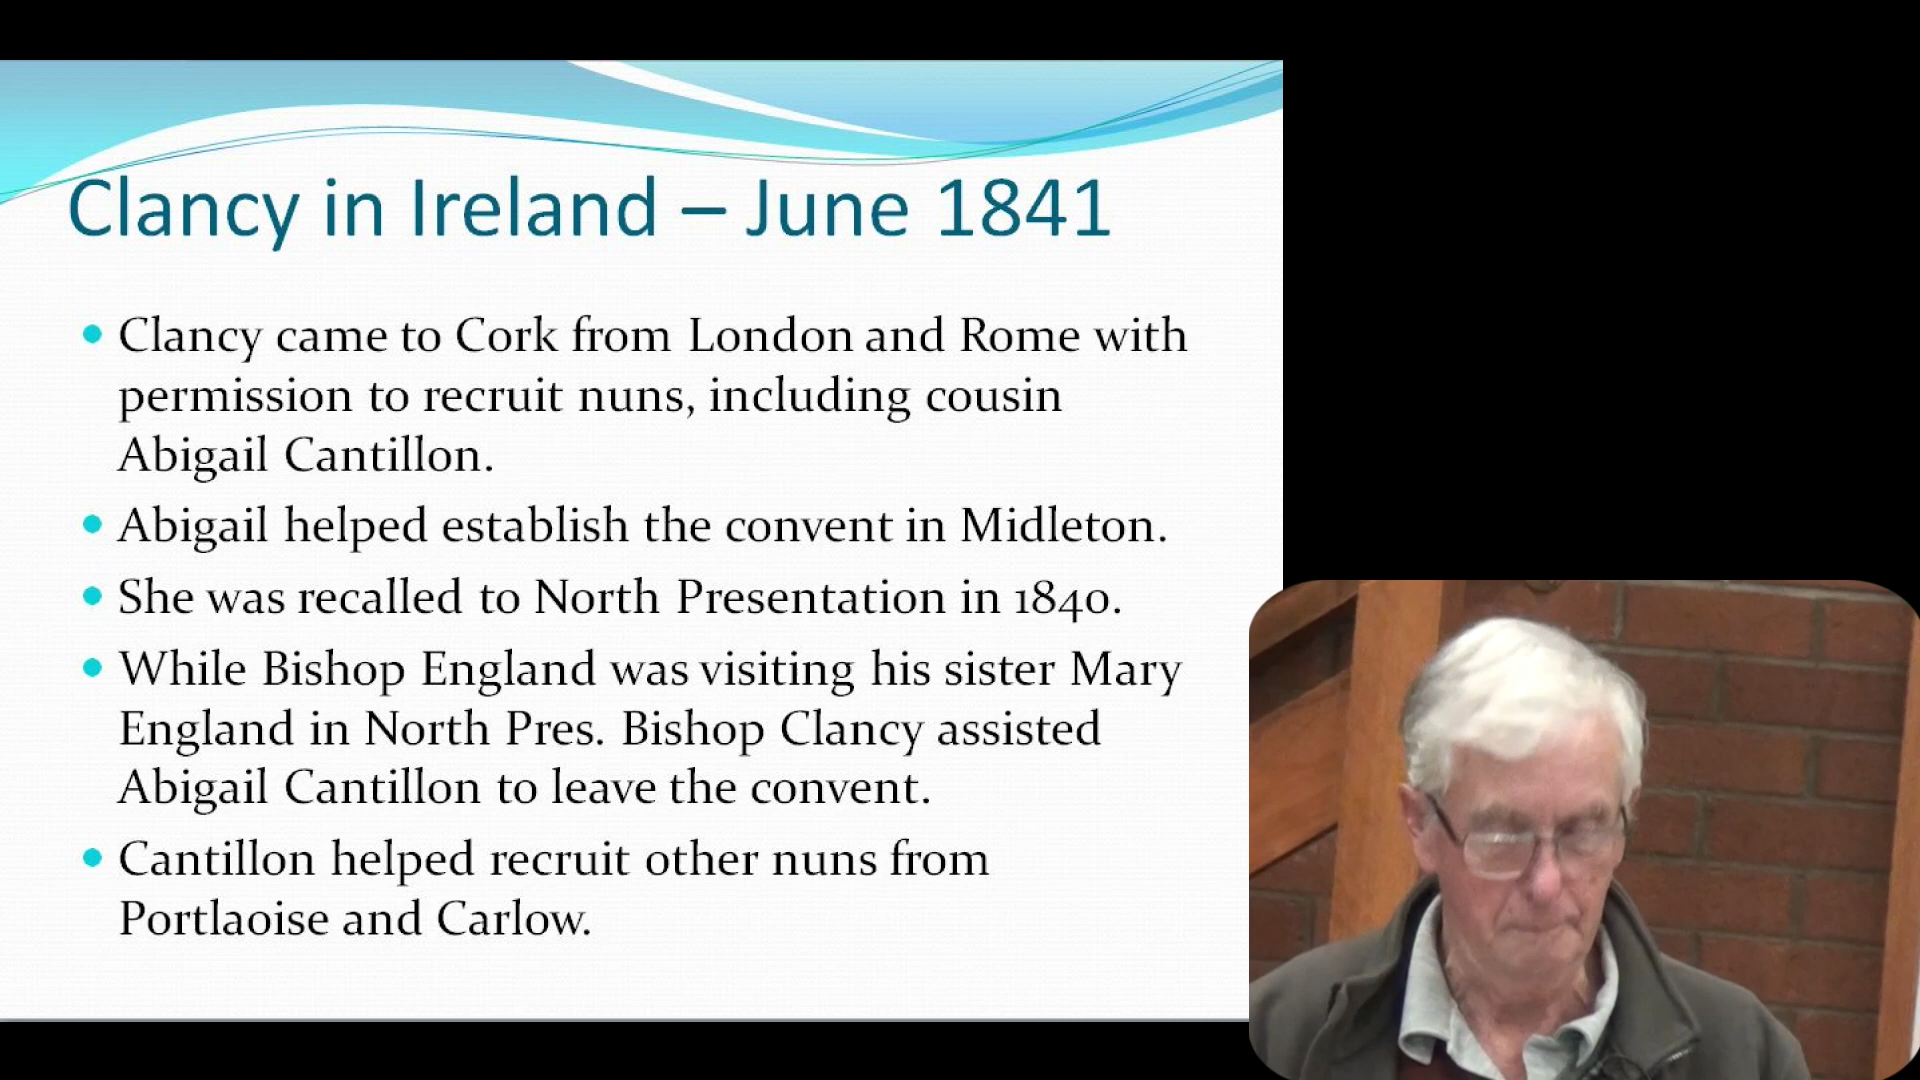 Clancy in Ireland – June 1841
• Clancy came to Cork from London and Rome with
permission to recruit nuns, including cousin
Abigail Cantillon.
• Abigail helped establish the convent in Midleton.
• She was recalled to North Presentation in 1840.
• While Bishop England was visiting his sister Mary
England in North Pres. Bishop Clancy assisted
Abigail Cantillon to leave the convent.
• Cantillon helped recruit other nuns from
Portlaoise and Carlow.